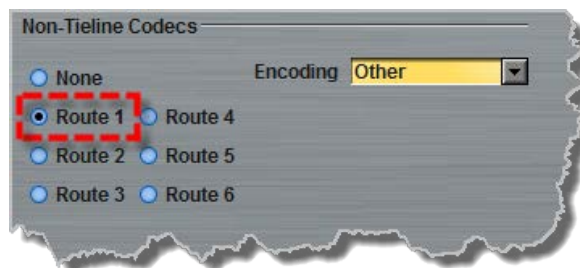 Non-Tieline Codecs
None Encoding Other
Route 1 Route 4
Route 2 Route 5
Route 3 Route 6